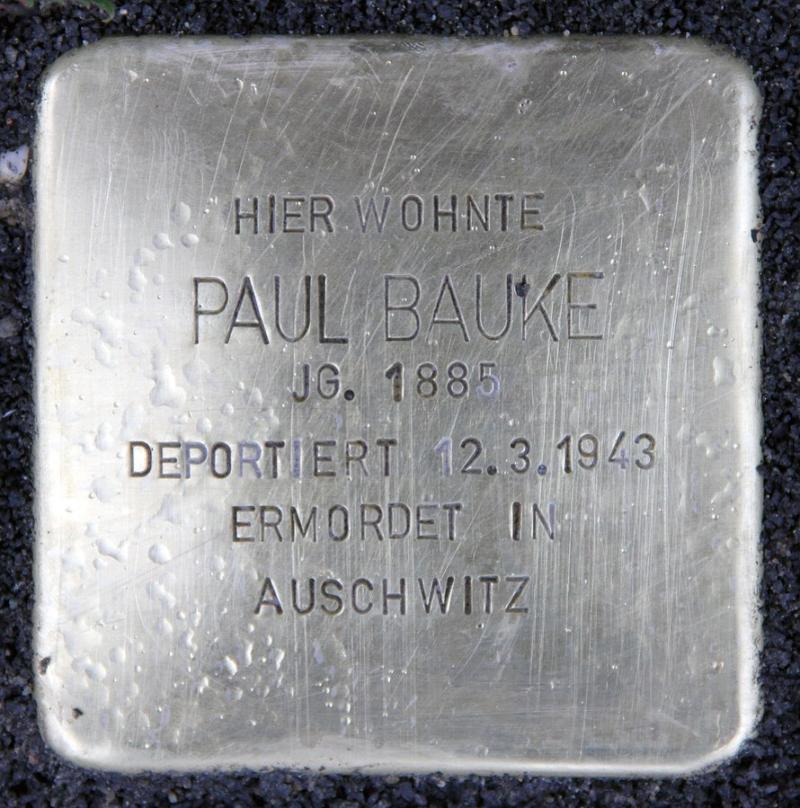 HIER WOHNTE
PAUL BAUKE
JG. 1885
DEPORTIERT 12.3.1943
ERMORDET IN
AUSCHWITZ